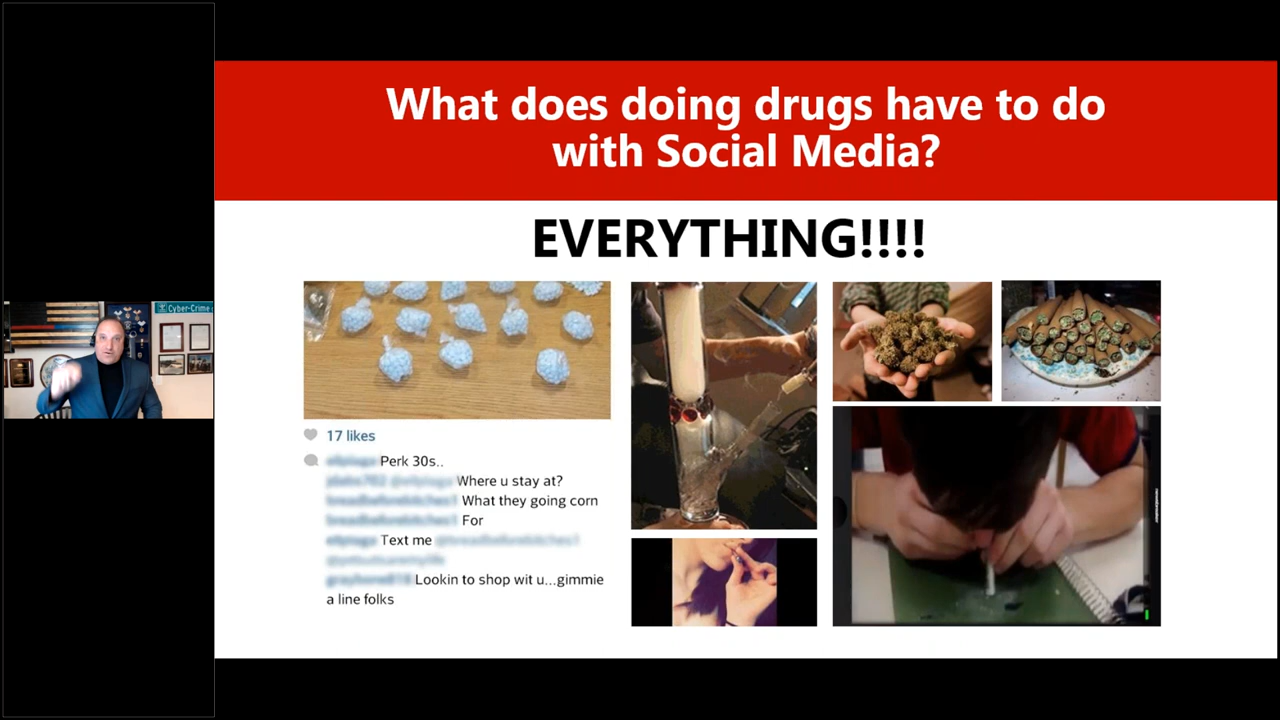 What does doing drugs have to do
with Social Media?
EVERYTHING!!!!
Cyber-Crime
17 likes
Perk 30s..
Where u stay at?
What they going corn
For
Text me
Lookin to shop wit u...gimmie
a line folks